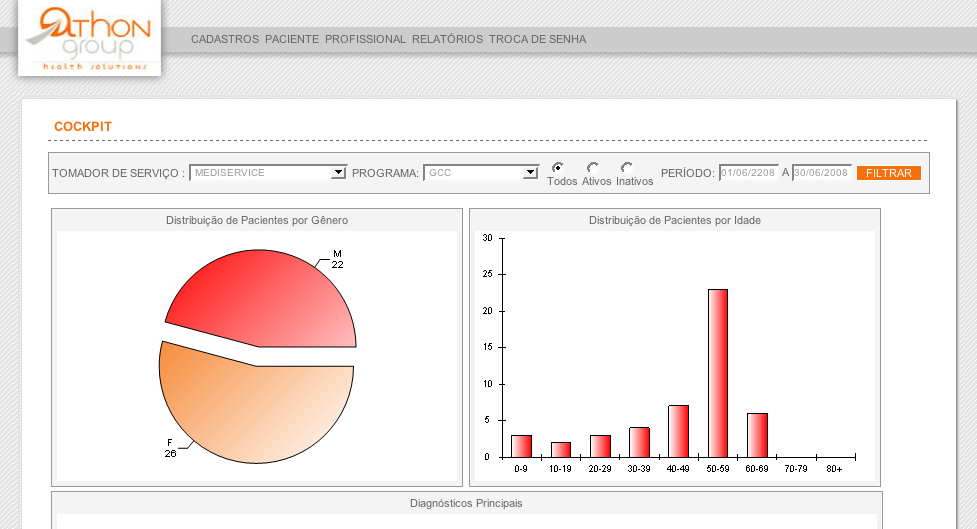 athon
group
health solutions
CADASTROS PACIENTE PROFISSIONAL RELATÓRIOS TROCA DE SENHA
COCKPIT
TOMADOR DE SERVIÇO : MEDISERVICE PROGRAMA: GCC Todos Ativos Inativos PERÍODO: 01/06/2208 A 30/06/2008 FILTRAR
Distribuição de Pacientes por Gênero
M
22
F
26
Distribuição de Pacientes por Idade
30
25
20
15
10
5
0
0-9 10-19 20-29 30-39 40-49 50-59 60-69 70-79 80+
Diagnósticos Principais